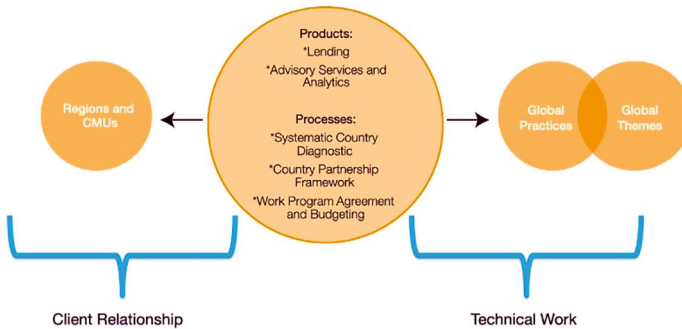 Products:
*Lending
*Advisory Services and
Analytics
Processes:
*Systematic Country
Diagnostic
*Country Partnership
Framework
*Work Program Agreement
and Budgeting
Regions and
CMUs
Global
Practices
Global
Themes
Client Relationship
Technical Work